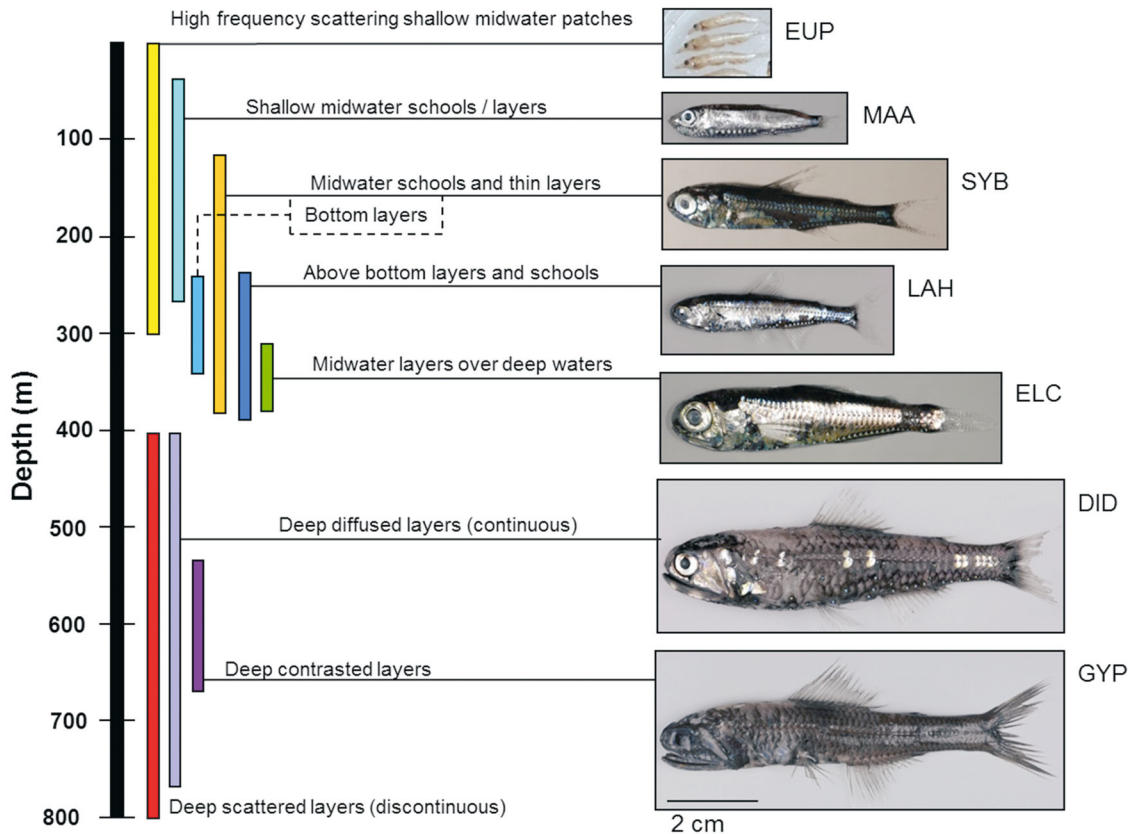 High frequency scattering shallow midwater patches
EUP
Shallow midwater schools / layers
MAA
100
Midwater schools and thin layers
SYB
Bottom layers
200
Above bottom layers and schools
LAH
300
Midwater layers over deep waters
ELC
400
Depth (m)
500
Deep diffused layers (continuous)
DID
600
Deep contrasted layers
GYP
700
Deep scattered layers (discontinuous)
800
2 cm